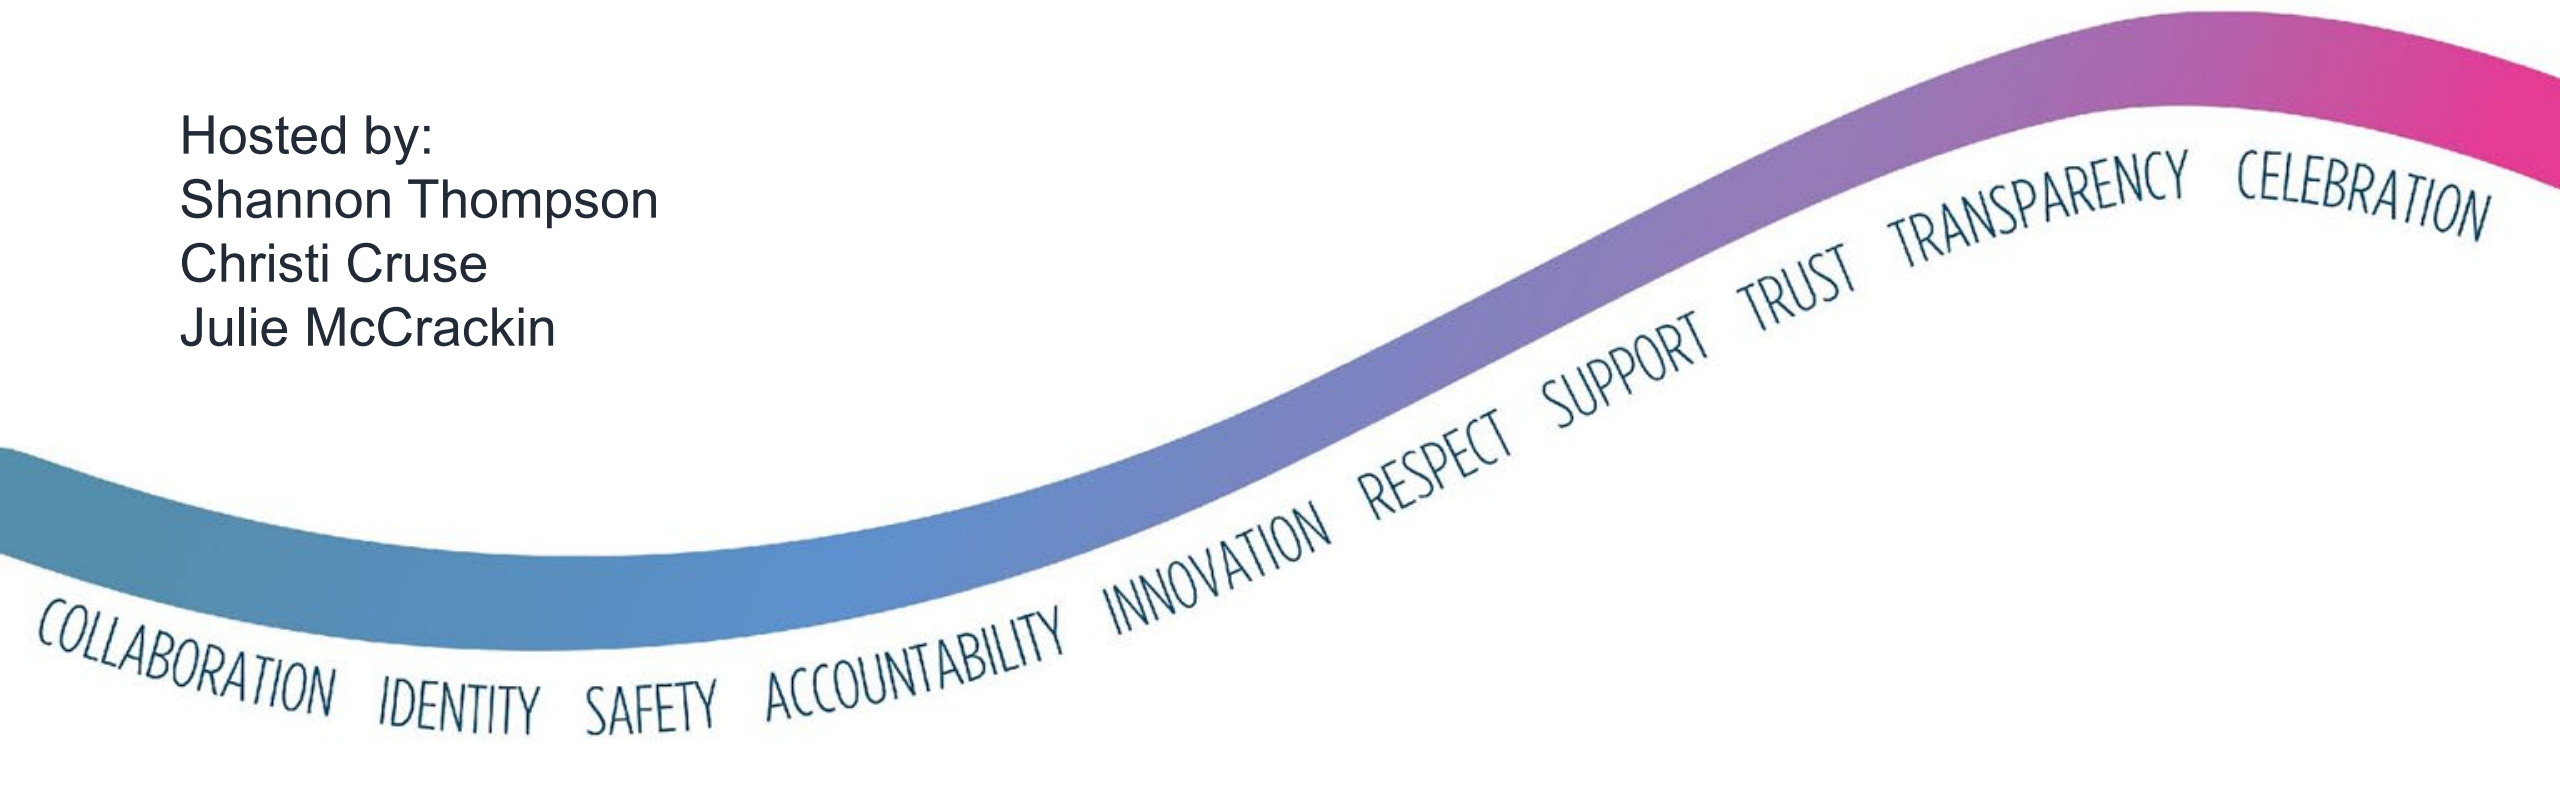 Hosted by:
Shannon Thompson
Christi Cruse
Julie McCrackin
COLLABORATION IDENTITY SAFETY ACCOUNTABILITY INNOVATION RESPECT SUPPORT TRUST TRANSPARENCY CELEBRATION